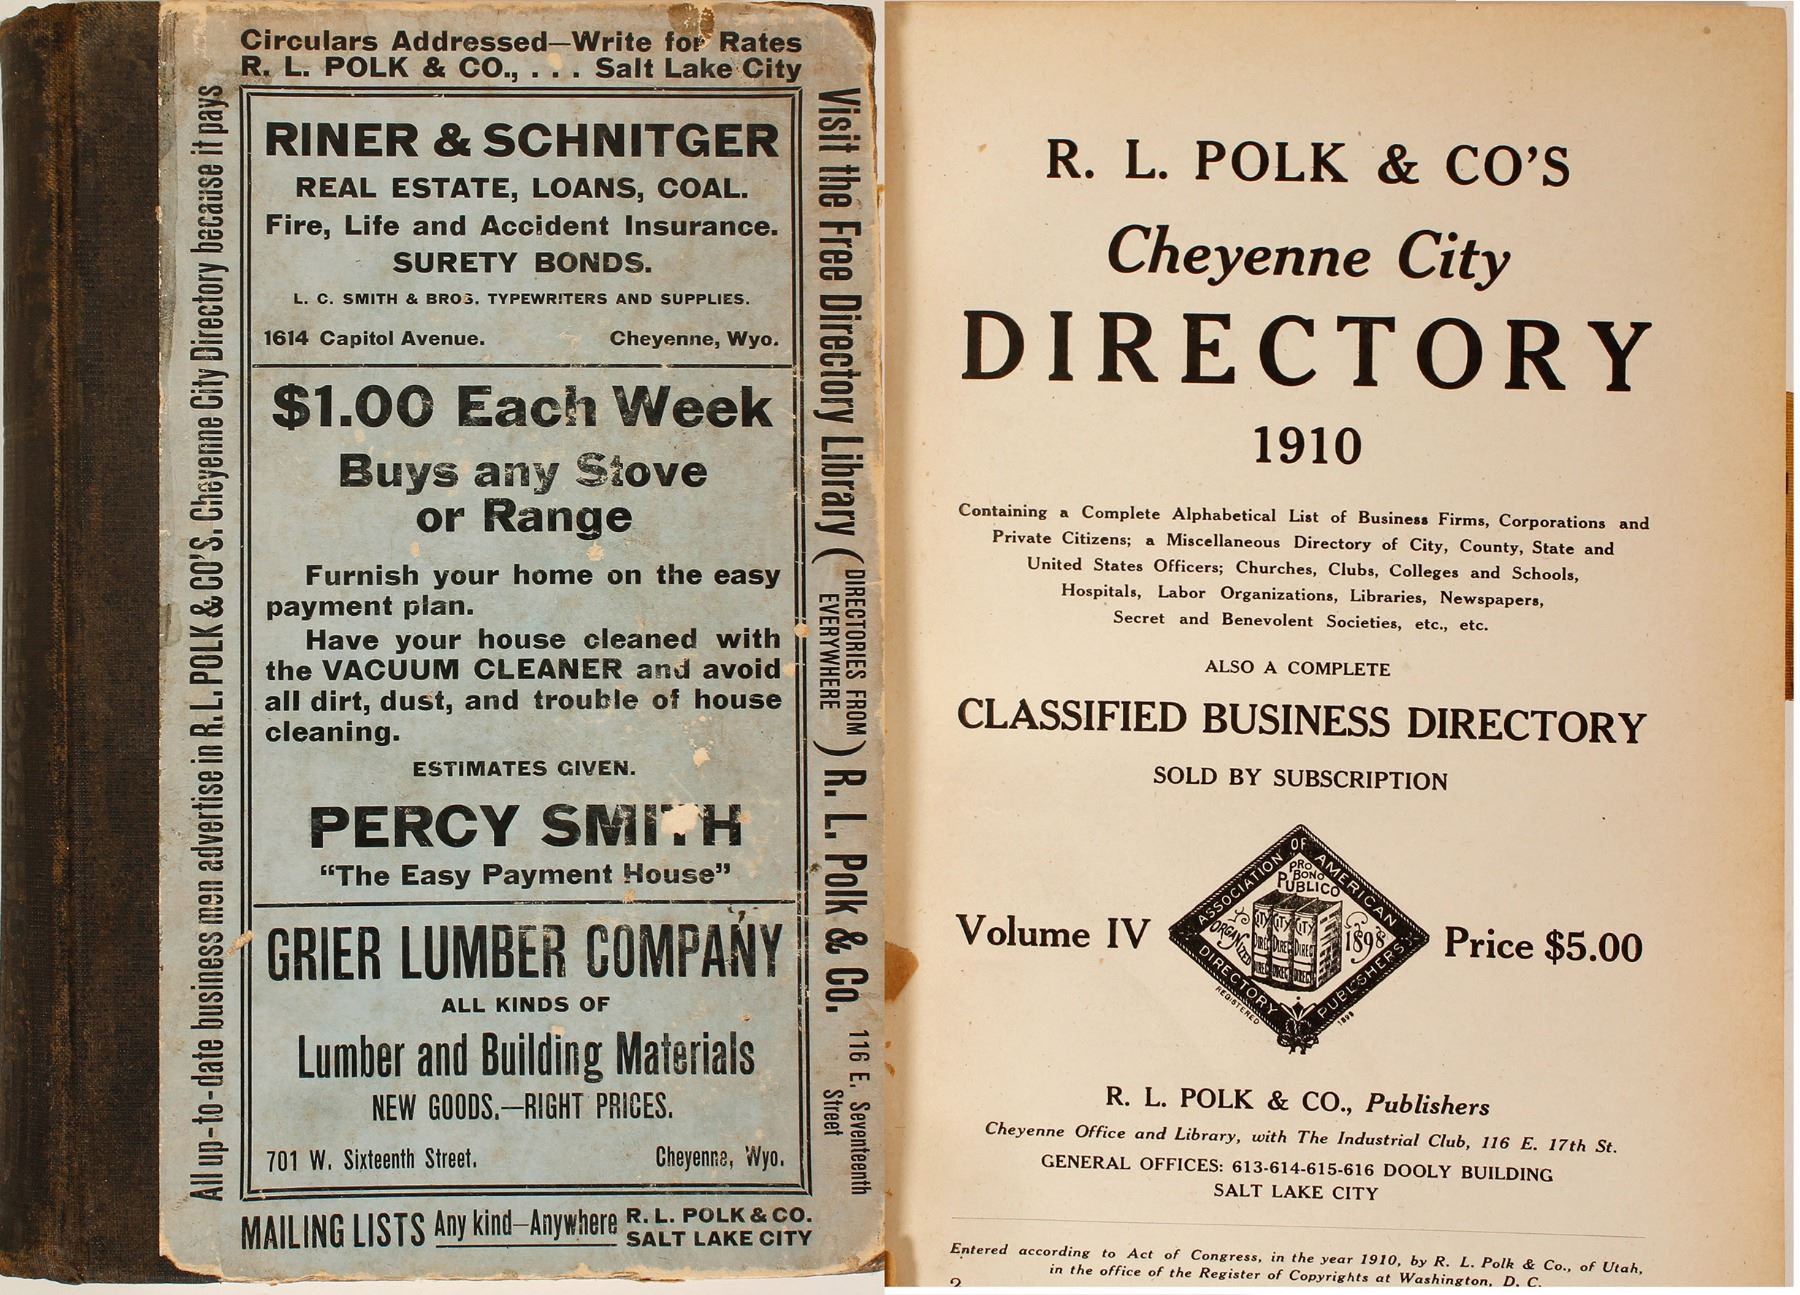 Circulars Addressed—Write for Rates
R. L. POLK & CO., . . . Salt Lake City
All up-to-date business men advertise in R. L. POLK & CO'S. Cheyenne City Directory because it pays
RINER & SCHNITGER
REAL ESTATE, LOANS, COAL.
Fire, Life and Accident Insurance.
SURETY BONDS.
L. C. SMITH & BROS. TYPEWRITERS AND SUPPLIES.
1614 Capitol Avenue. Cheyenne, Wyo.
$1.00 Each Week
Buys any Stove
or Range
Furnish your home on the easy
payment plan.
Have your house cleaned with
the VACUUM CLEANER and avoid
all dirt, dust, and trouble of house
cleaning.
ESTIMATES GIVEN.
PERCY SMITH
“The Easy Payment House”
GRIER LUMBER COMPANY
ALL KINDS OF
Lumber and Building Materials
NEW GOODS.—RIGHT PRICES.
701 W. Sixteenth Street. Cheyenne, Wyo.
Visit the Free Directory Library (DIRECTORIES FROM EVERYWHERE) R. L. Polk & Co. 116 E. Seventeenth Street
MAILING LISTS Any kind—Anywhere R. L. POLK & CO.
SALT LAKE CITY
R. L. POLK & CO'S
Cheyenne City
DIRECTORY
1910
Containing a Complete Alphabetical List of Business Firms, Corporations and
Private Citizens; a Miscellaneous Directory of City, County, State and
United States Officers; Churches, Clubs, Colleges and Schools,
Hospitals, Labor Organizations, Libraries, Newspapers,
Secret and Benevolent Societies, etc., etc.
ALSO A COMPLETE
CLASSIFIED BUSINESS DIRECTORY
SOLD BY SUBSCRIPTION
Volume IV
ASSOCIATION OF AMERICAN
DIRECTORY PUBLISHERS
PRO
BONO
PUBLICO
ORGANIZED 1898
CITY CITY CITY
DIREC DIREC DIRECT
DIREC DIREC DIRECT
REGISTERED 1898
Price $5.00
R. L. POLK & CO., Publishers
Cheyenne Office and Library, with The Industrial Club, 116 E. 17th St.
GENERAL OFFICES: 613-614-615-616 DOOLY BUILDING
SALT LAKE CITY
Entered according to Act of Congress, in the year 1910, by R. L. Polk & Co., of Utah,
in the office of the Register of Copyrights at Washington, D. C.
2